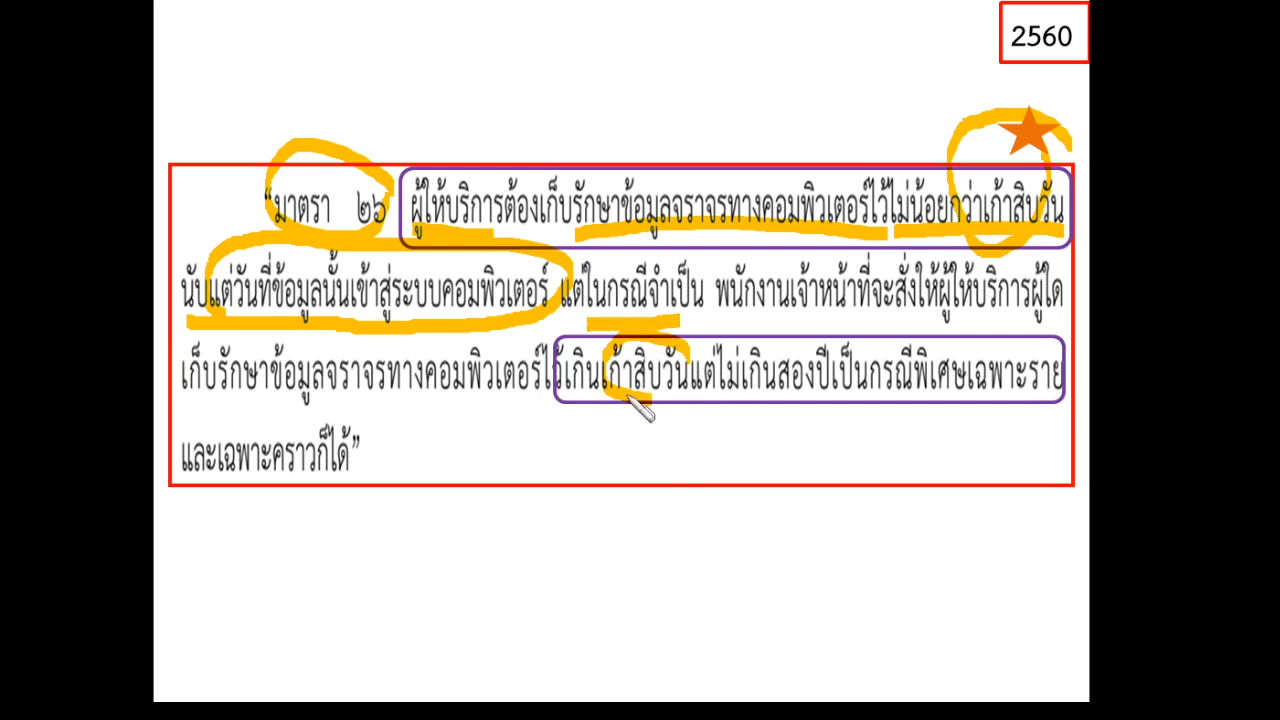 2560
“มาตรา ๒๖ ผู้ให้บริการต้องเก็บรักษาข้อมูลจราจรทางคอมพิวเตอร์ไว้ไม่น้อยกว่าเก้าสิบวัน
นับแต่วันที่ข้อมูลนั้นเข้าสู่ระบบคอมพิวเตอร์ แต่ในกรณีจำเป็น พนักงานเจ้าหน้าที่จะสั่งให้ผู้ให้บริการผู้ใด
เก็บรักษาข้อมูลจราจรทางคอมพิวเตอร์ไว้เกินเก้าสิบวันแต่ไม่เกินสองปีเป็นกรณีพิเศษเฉพาะราย
และเฉพาะคราวก็ได้”